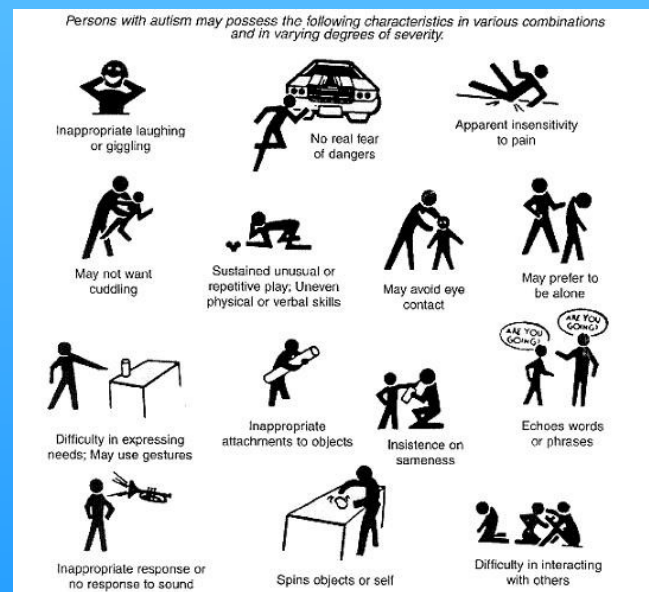 Persons with autism may possess the following characteristics in various combinations
and in varying degrees of severity.
Inappropriate laughing
or giggling
No real fear
of dangers
Apparent insensitivity
to pain
May not want
cuddling
Sustained unusual or
repetitive play; Uneven
physical or verbal skills
May avoid eye
contact
May prefer to
be alone
Difficulty in expressing
needs; May use gestures
Inappropriate
attachments to objects
Insistence on
sameness
ARE YOU
GOING?
ARE YOU
GOING?
Echoes words
or phrases
Inappropriate response or
no response to sound
Spins objects or self
Difficulty in interacting
with others